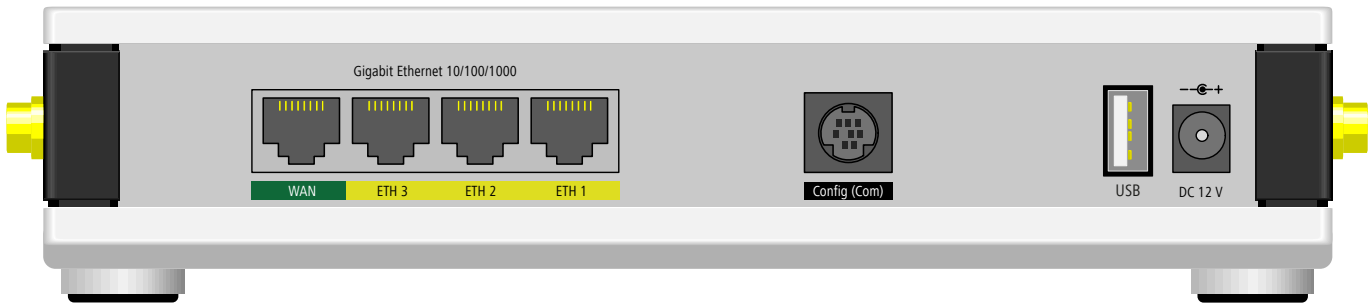 Gigabit Ethernet 10/100/1000
WAN ETH 3 ETH 2 ETH 1
Config (Com)
USB
DC 12 V